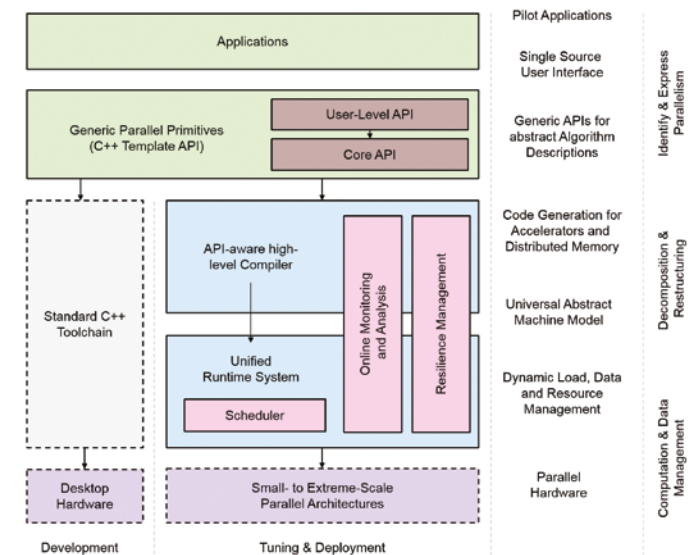 Applications
Generic Parallel Primitives
(C++ Template API)
User-Level API
Core API
Standard C++
Toolchain
API-aware high-
level Compiler
Unified
Runtime System
Scheduler
Online Monitoring
and Analysis
Resilience Management
Desktop
Hardware
Small- to Extreme-Scale
Parallel Architectures
Development
Tuning & Deployment
Pilot Applications
Single Source
User Interface
Generic APIs for
abstract Algorithm
Descriptions
Code Generation for
Accelerators and
Distributed Memory
Universal Abstract
Machine Model
Dynamic Load, Data
and Resource
Management
Parallel
Hardware
Identify & Express
Parallelism
Decomposition &
Restructuring
Computation & Data
Management